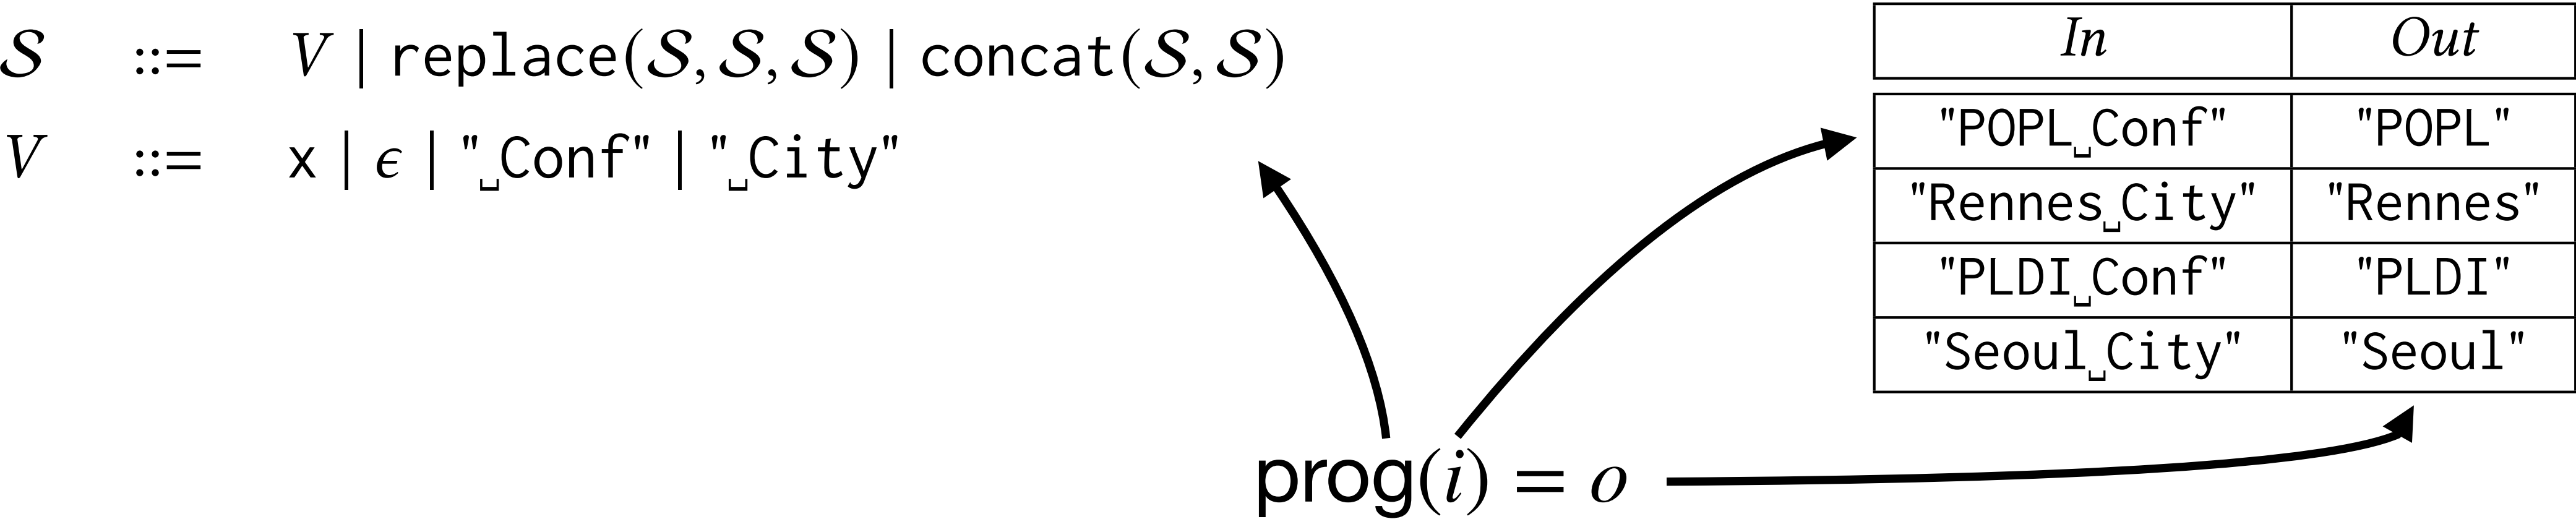 𝒮 ::= V | replace(𝒮, 𝒮, 𝒮) | concat(𝒮, 𝒮)
V ::= x | ϵ | "␣Conf" | "␣City"
In Out
"POPL␣Conf" "POPL"
"Rennes␣City" "Rennes"
"PLDI␣Conf" "PLDI"
"Seoul␣City" "Seoul"
prog(i) = o